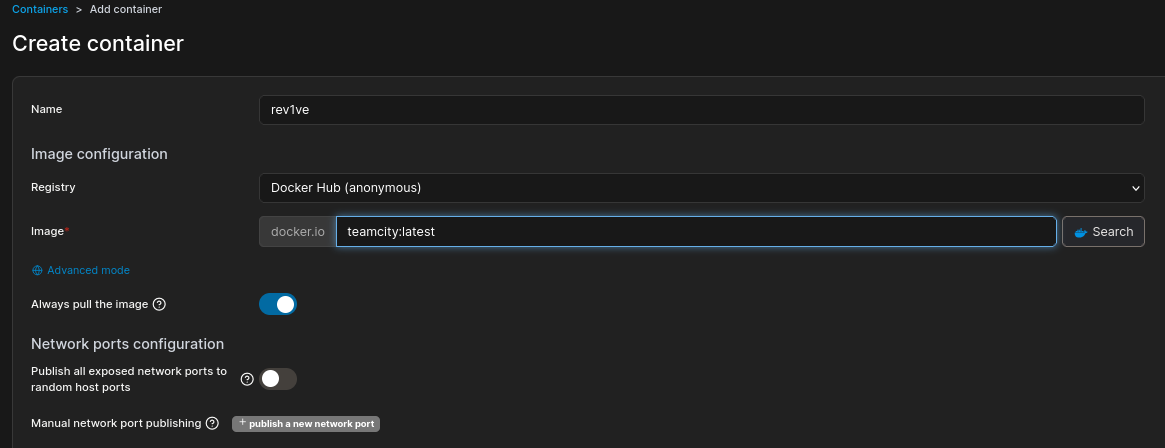 Containers > Add container
Create container
Name rev1ve
Image configuration
Registry Docker Hub (anonymous)
Image* docker.io teamcity:latest Search
Advanced mode
Always pull the image ?
Network ports configuration
Publish all exposed network ports to
random host ports ?
Manual network port publishing ? + publish a new network port